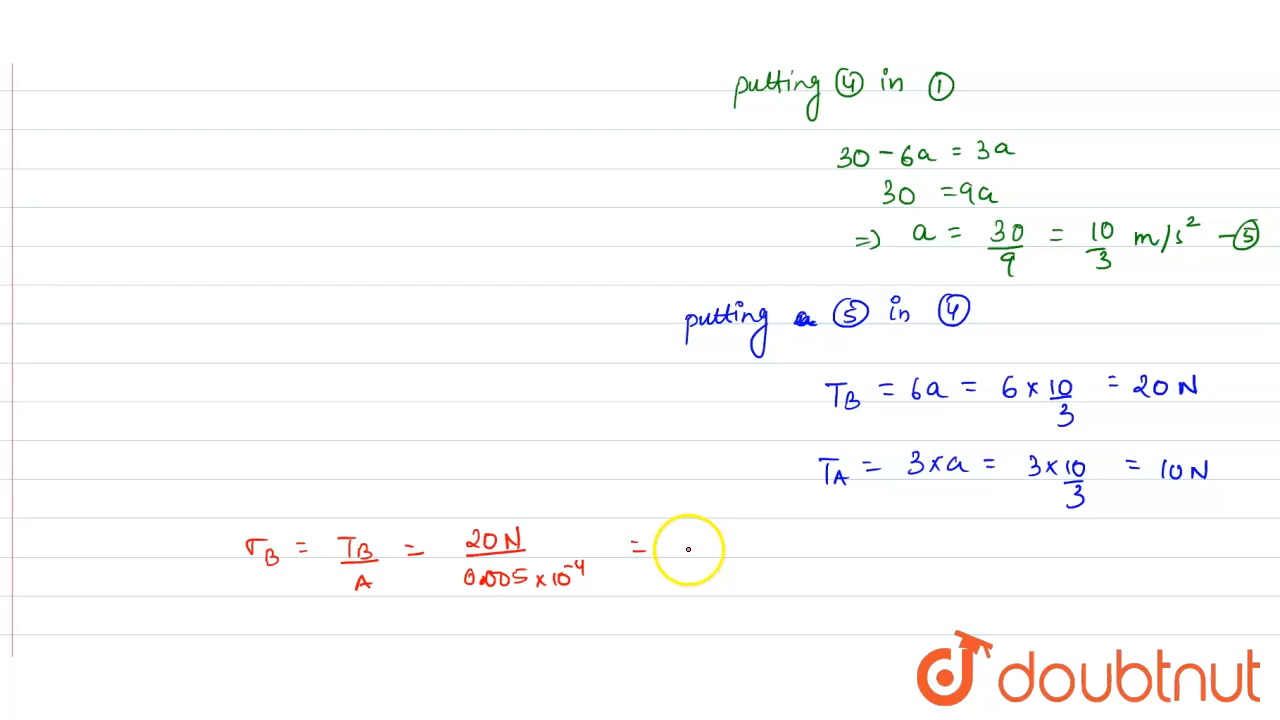 putting ④ in ①
30 - 6a = 3a
30 = 9a
=> a = 30/9 = 10/3 m/s² - ⑤
putting ⑤ in ④
T_B = 6a = 6 × 10/3 = 20 N
T_A = 3 × a = 3 × 10/3 = 10 N
σ_B = T_B/A = 20 N / 0.005 × 10⁻⁴ =
doubtnut